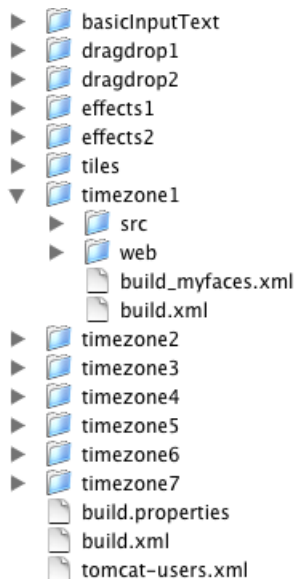 basicInputText
dragdrop1
dragdrop2
effects1
effects2
tiles
timezone1
src
web
build_myfaces.xml
build.xml
timezone2
timezone3
timezone4
timezone5
timezone6
timezone7
build.properties
build.xml
tomcat-users.xml